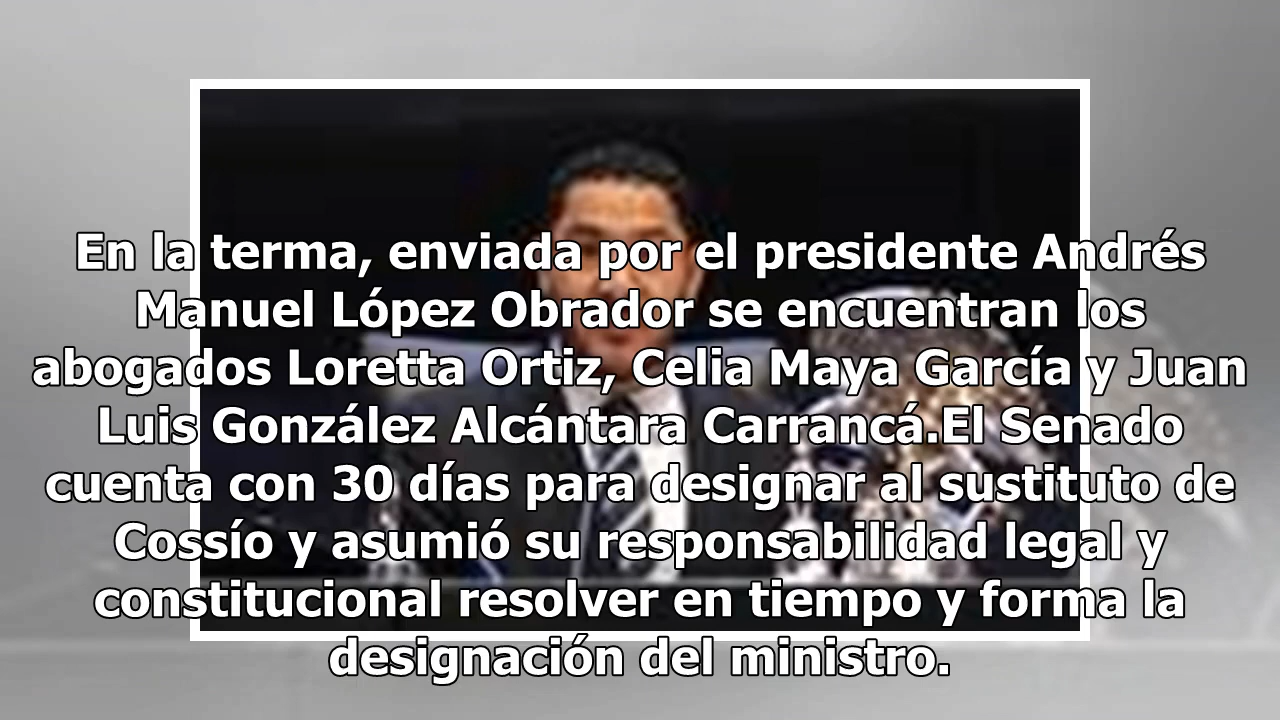 En la terma, enviada por el presidente Andrés
Manuel López Obrador se encuentran los
abogados Loretta Ortiz, Celia Maya García y Juan
Luis González Alcántara Carrancá.El Senado
cuenta con 30 días para designar al sustituto de
Cossío y asumió su responsabilidad legal y
constitucional resolver en tiempo y forma la
designación del ministro.